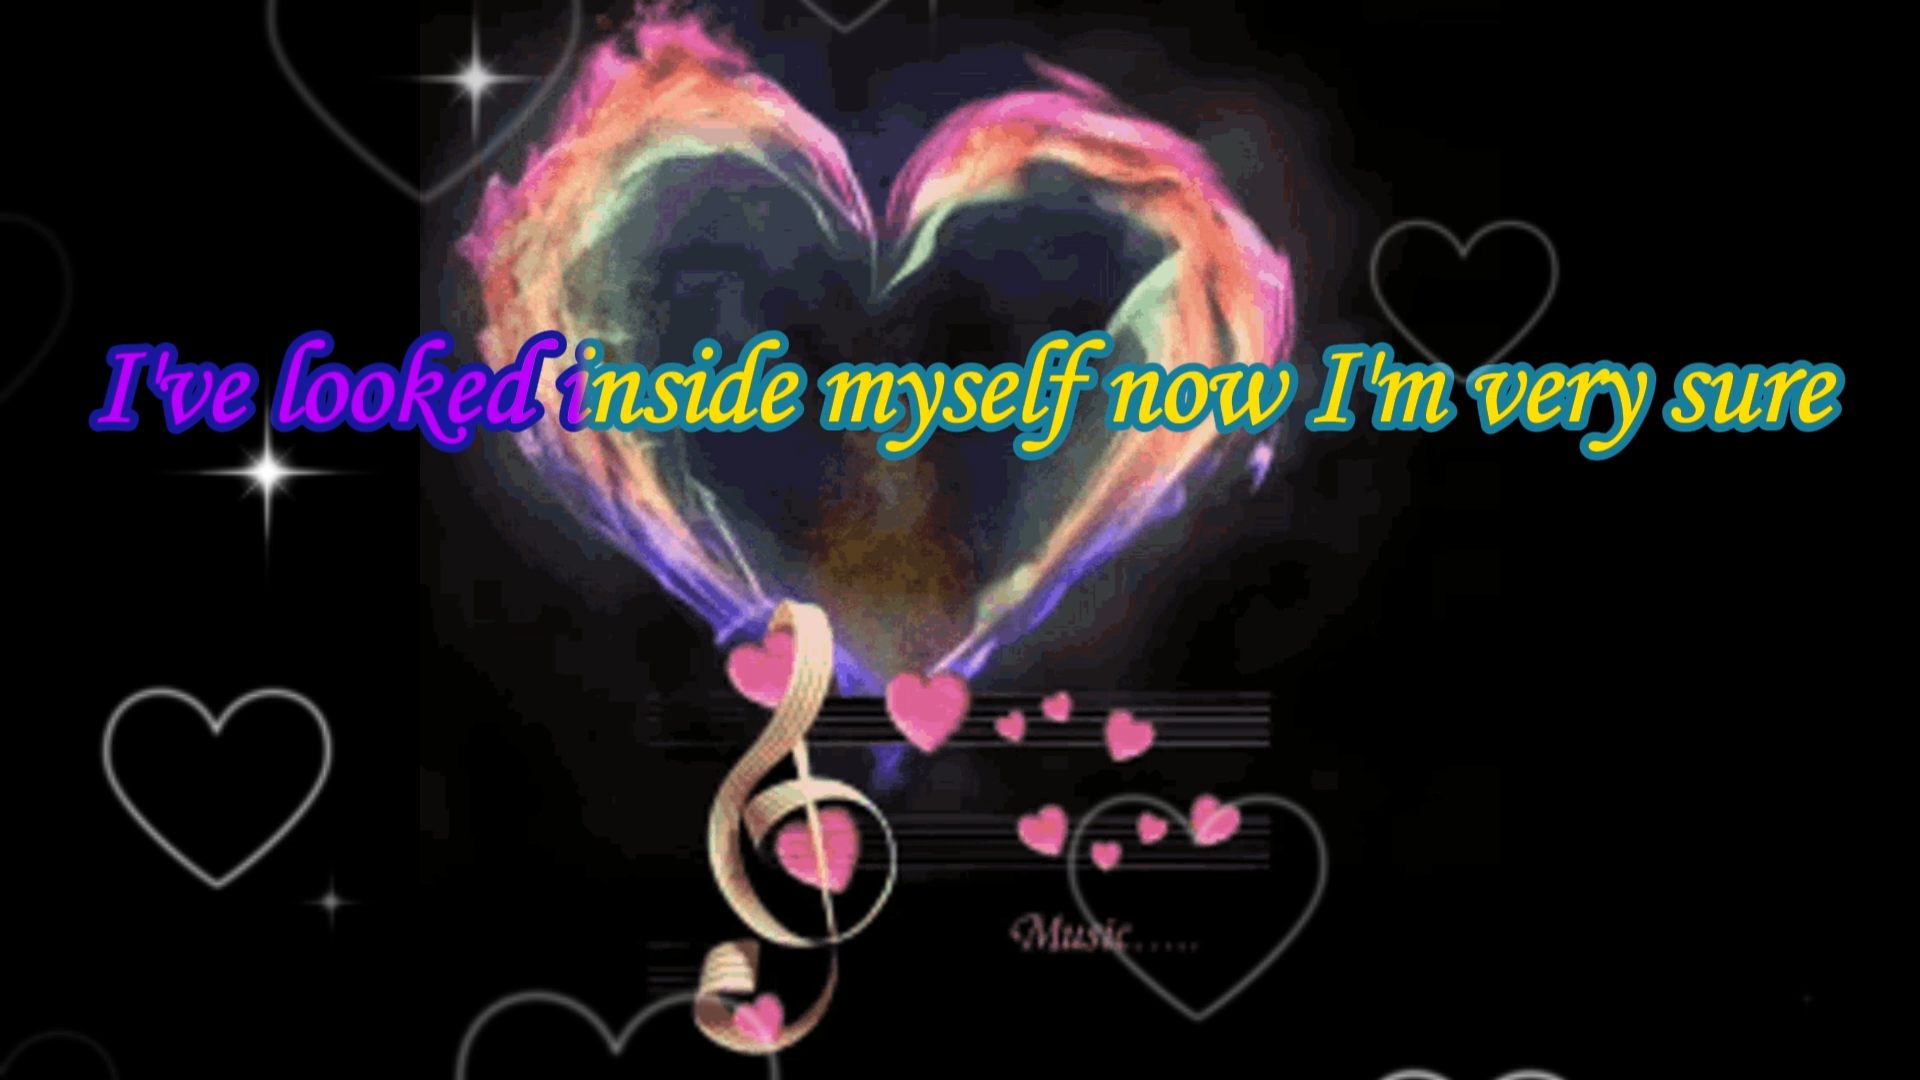 I've looked inside myself now I'm very sure
Music......